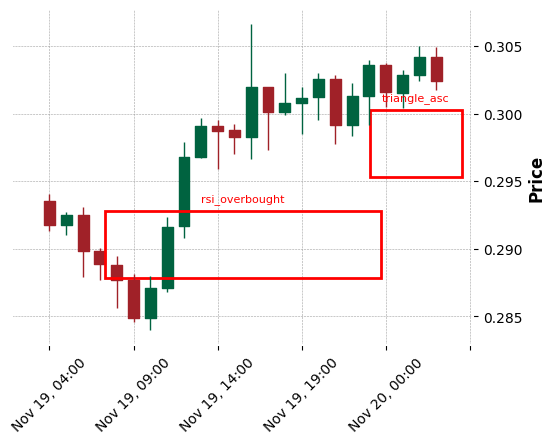 0.305
triangle_asc
0.300
0.295
rsi_overbought
0.290
0.285
Price
Nov 19, 04:00
Nov 19, 09:00
Nov 19, 14:00
Nov 19, 19:00
Nov 20, 00:00